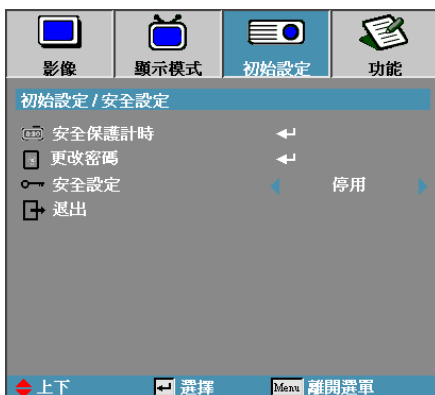 影像 顯示模式 初始設定 功能
初始設定 / 安全設定
安全保護計時
更改密碼
安全設定 停用
退出
上下 選擇 Menu 離開選單